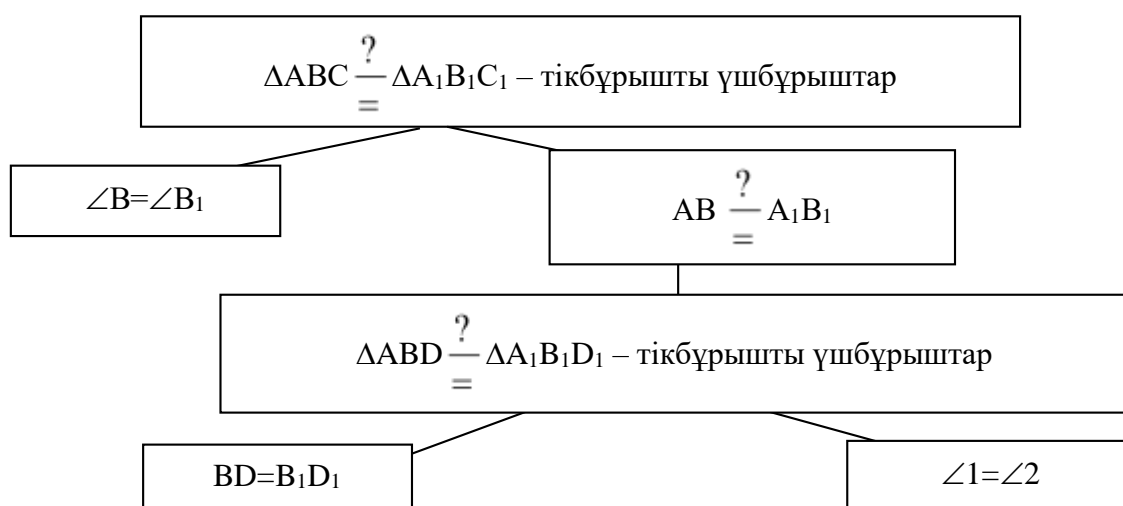 ΔABC ≟ ΔA₁B₁C₁ – тікбұрышты үшбұрыштар
∠B=∠B₁
AB ≟ A₁B₁
ΔABD ≟ ΔA₁B₁D₁ – тікбұрышты үшбұрыштар
BD=B₁D₁
∠1=∠2